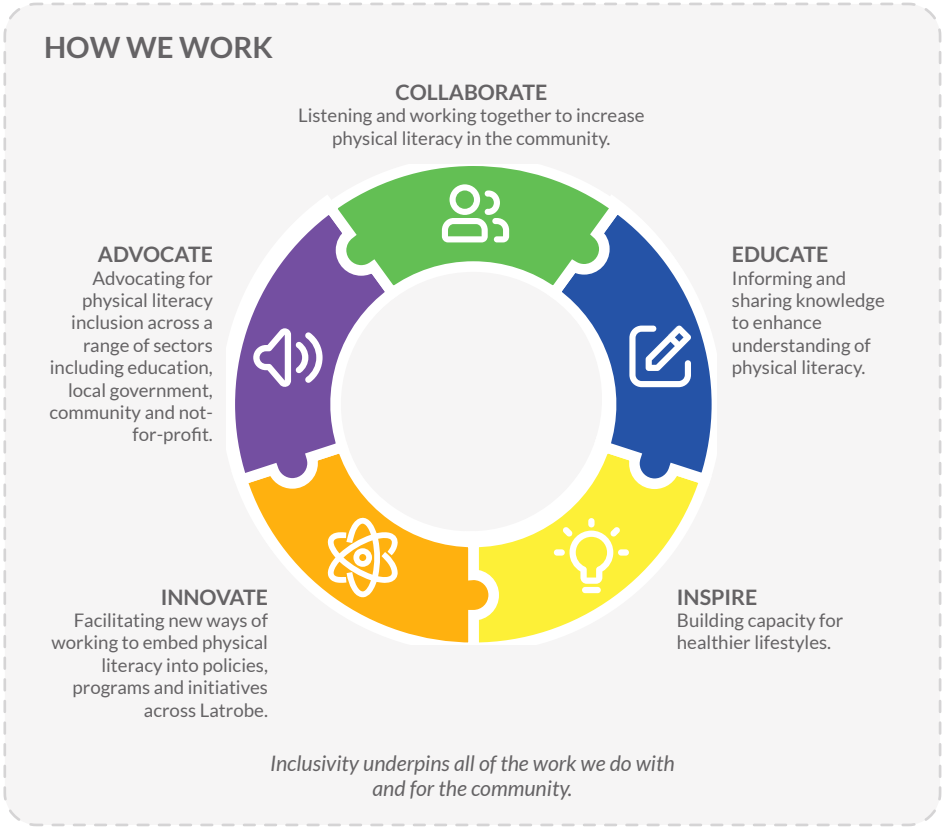 HOW WE WORK
COLLABORATE
Listening and working together to increase
physical literacy in the community.
ADVOCATE
Advocating for
physical literacy
inclusion across a
range of sectors
including education,
local government,
community and not-
for-profit.
EDUCATE
Informing and
sharing knowledge
to enhance
understanding of
physical literacy.
INNOVATE
Facilitating new ways of
working to embed physical
literacy into policies,
programs and initiatives
across Latrobe.
INSPIRE
Building capacity for
healthier lifestyles.
Inclusivity underpins all of the work we do with
and for the community.